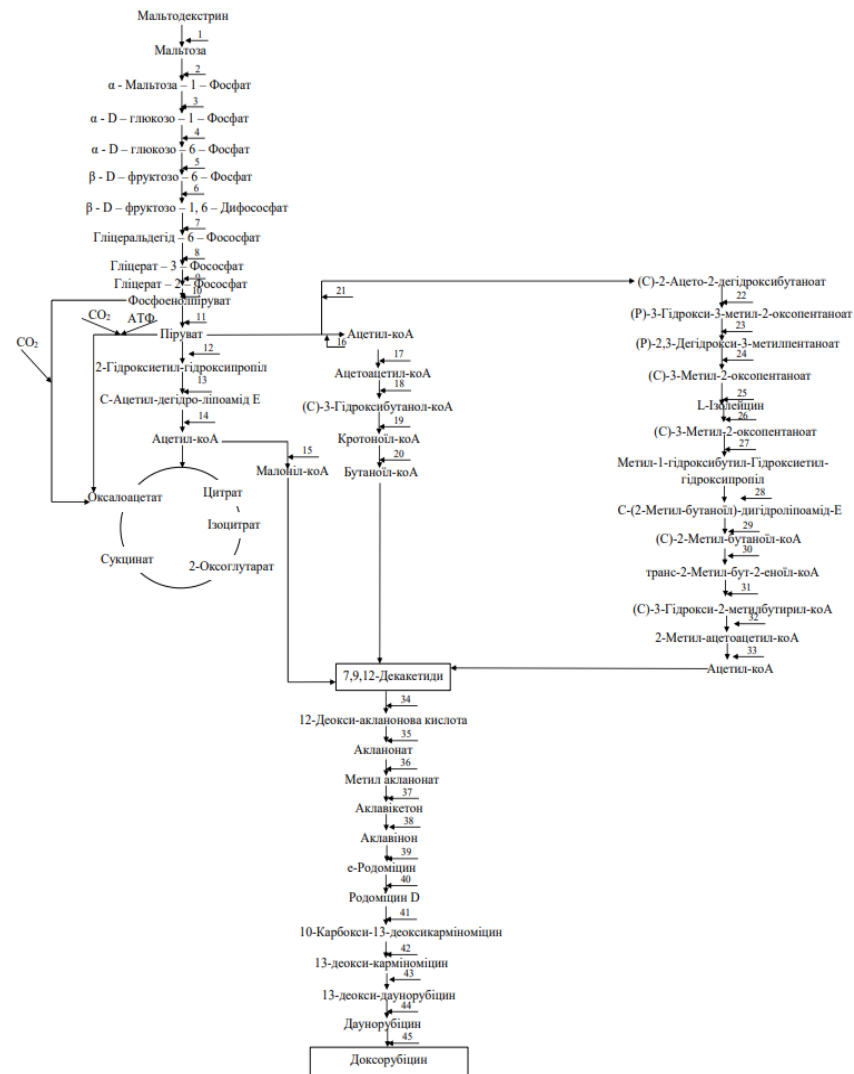 Мальтодекстрин
1
Мальтоза
2
α - Мальтоза – 1 – Фосфат
3
α - D – глюкозо – 1 – Фосфат
4
α - D – глюкозо – 6 – Фосфат
5
β - D – фруктозо – 6 – Фосфат
6
β - D – фруктозо – 1, 6 – Дифососфат
7
Гліцеральдегід – 6 – Фососфат
8
Гліцерат – 3 – Фососфат
9
Гліцерат – 2 – Фососфат
10
Фосфоенолпіруват
CO₂
АТФ
11
CO₂
Піруват
12
2-Гідроксиетил-гідроксипропіл
13
С-Ацетил-дегідро-ліпоамід Е
14
Ацетил-коА
15
Малоніл-коА
Оксалоацетат
Цитрат
Ізоцитрат
Сукцинат
2-Оксоглутарат
21
16
Ацетил-коА
17
Ацетоацетил-коА
18
(С)-3-Гідроксибутанол-коА
19
Кротоноїл-коА
20
Бутаноїл-коА
(С)-2-Ацето-2-дегідроксибутаноат
22
(Р)-3-Гідрокси-3-метил-2-оксопентаноат
23
(Р)-2,3-Дегідрокси-3-метилпентаноат
24
(С)-3-Метил-2-оксопентаноат
25
L-Ізолейцин
26
(С)-3-Метил-2-оксопентаноат
27
Метил-1-гідроксибутил-Гідроксиетил-
гідроксипропіл
28
С-(2-Метил-бутаноїл)-дигідроліпоамід-Е
29
(С)-2-Метил-бутаноїл-коА
30
транс-2-Метил-бут-2-еноїл-коА
31
(С)-3-Гідрокси-2-метилбутирил-коА
32
2-Метил-ацетоацетил-коА
33
Ацетил-коА
7,9,12-Декакетиди
34
12-Деокси-акланонова кислота
35
Акланонат
36
Метил акланонат
37
Аклавікетон
38
Аклавінон
39
е-Родоміцин
40
Родоміцин D
41
10-Карбокси-13-деоксикарміноміцин
42
13-деокси-карміноміцин
43
13-деокси-даунорубіцин
44
Даунорубіцин
45
Доксорубіцин